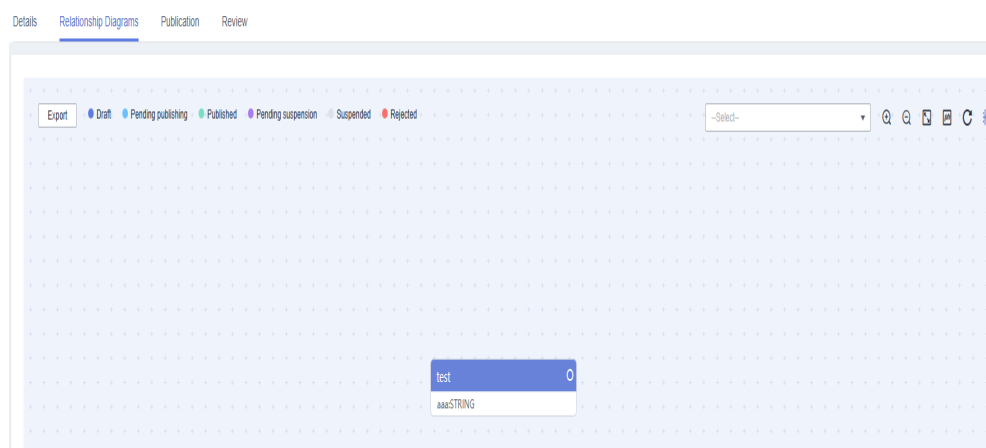 Details Relationship Diagrams Publication Review
Export Draft Pending publishing Published Pending suspension Suspended Rejected --Select--
test
aaa:STRING